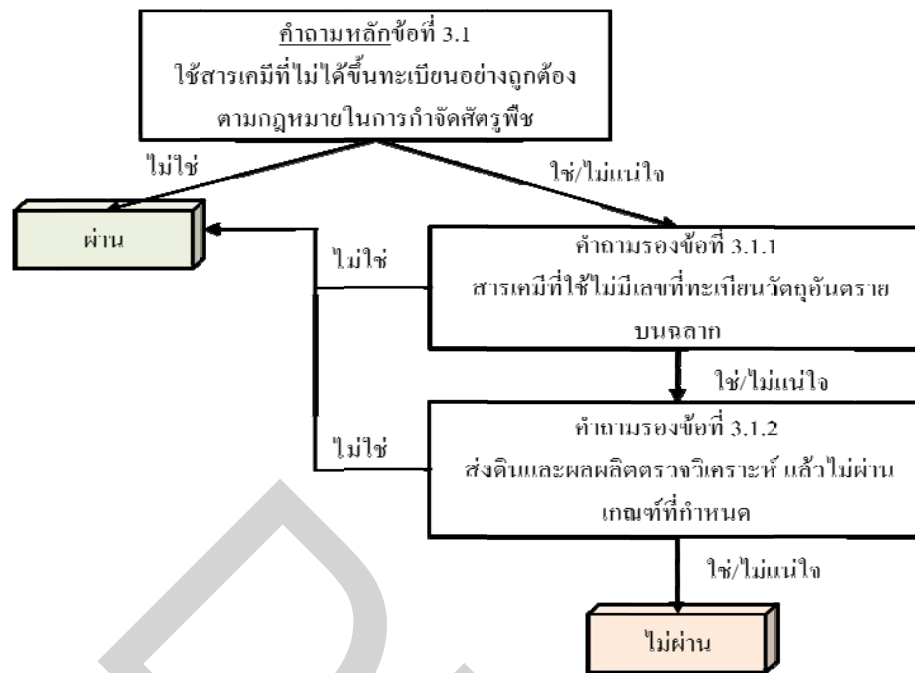 คำถามหลักข้อที่ 3.1
ใช้สารเคมีที่ไม่ได้ขึ้นทะเบียนอย่างถูกต้อง
ตามกฎหมายในการกำจัดศัตรูพืช
ไม่ใช่
ใช่/ไม่แน่ใจ
ผ่าน
คำถามรองข้อที่ 3.1.1
สารเคมีที่ใช้ไม่มีเลขที่ทะเบียนวัตถุอันตราย
บนฉลาก
ไม่ใช่
ใช่/ไม่แน่ใจ
คำถามรองข้อที่ 3.1.2
ส่งดินและผลผลิตตรวจวิเคราะห์ แล้วไม่ผ่าน
เกณฑ์ที่กำหนด
ไม่ใช่
ใช่/ไม่แน่ใจ
ไม่ผ่าน